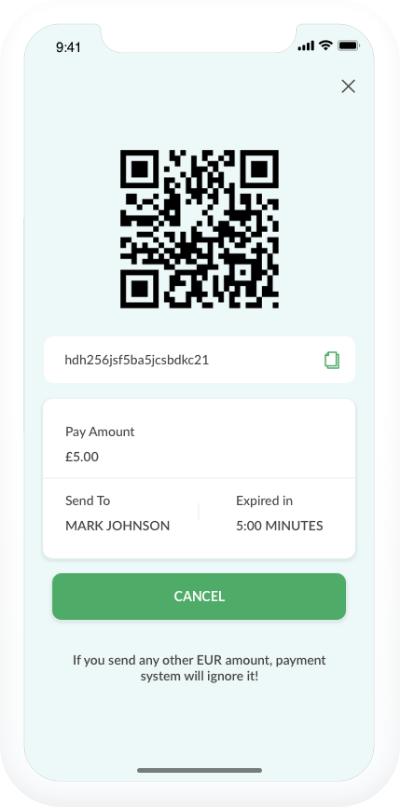 9:41
hdh256jsf5ba5jcsbdkc21
Pay Amount
£5.00
Send To
Expired in
MARK JOHNSON
5:00 MINUTES
CANCEL
If you send any other EUR amount, payment
system will ignore it!